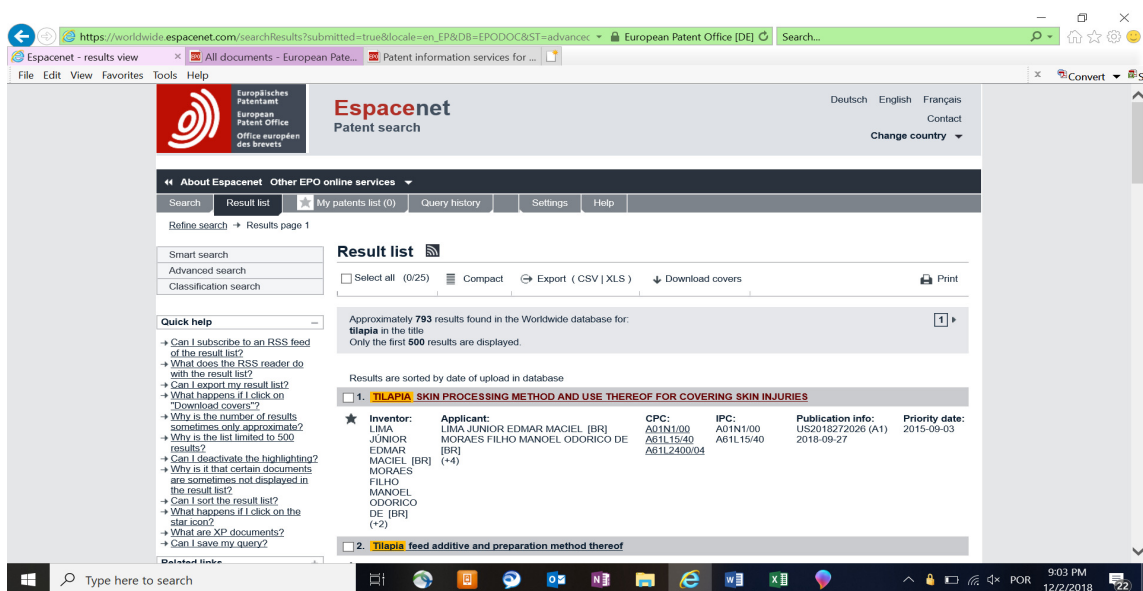 https://worldwide.espacenet.com/searchResults?submitted=true&locale=en_EP&DB=EPODOC&ST=advancec
European Patent Office [DE]
Search...
Espacenet - results view
All documents - European Pate...
Patent information services for ...
File Edit View Favorites Tools Help
Convert
Europäisches
Patentamt
European
Patent Office
Office européen
des brevets
Espacenet
Patent search
Deutsch English Français
Contact
Change country
About Espacenet Other EPO online services
Search Result list My patents list (0) Query history Settings Help
Refine search → Results page 1
Smart search
Advanced search
Classification search
Quick help
→ Can I subscribe to an RSS feed
of the result list?
→ What does the RSS reader do
with the result list?
→ Can I export my result list?
→ What happens if I click on
"Download covers"?
→ Why is the number of results
sometimes only approximate?
→ Why is the list limited to 500
results?
→ Can I deactivate the highlighting?
→ Why is it that certain documents
are sometimes not displayed in
the result list?
→ Can I sort the result list?
→ What happens if I click on the
star icon?
→ What are XP documents?
→ Can I save my query?
Related links
Result list
Select all (0/25) Compact Export ( CSV | XLS ) Download covers Print
Approximately 793 results found in the Worldwide database for:
tilapia in the title
Only the first 500 results are displayed.
1
Results are sorted by date of upload in database
1. TILAPIA SKIN PROCESSING METHOD AND USE THEREOF FOR COVERING SKIN INJURIES
Inventor:
LIMA
JÚNIOR
EDMAR
MACIEL [BR]
MORAES
FILHO
MANOEL
ODORICO
DE [BR]
(+2)
Applicant:
LIMA JUNIOR EDMAR MACIEL [BR]
MORAES FILHO MANOEL ODORICO DE
[BR]
(+4)
CPC:
A01N1/00
A61L15/40
A61L2400/04
IPC:
A01N1/00
A61L15/40
Publication info:
US2018272026 (A1)
2018-09-27
Priority date:
2015-09-03
2. Tilapia feed additive and preparation method thereof
Type here to search
POR
9:03 PM
12/2/2018
22